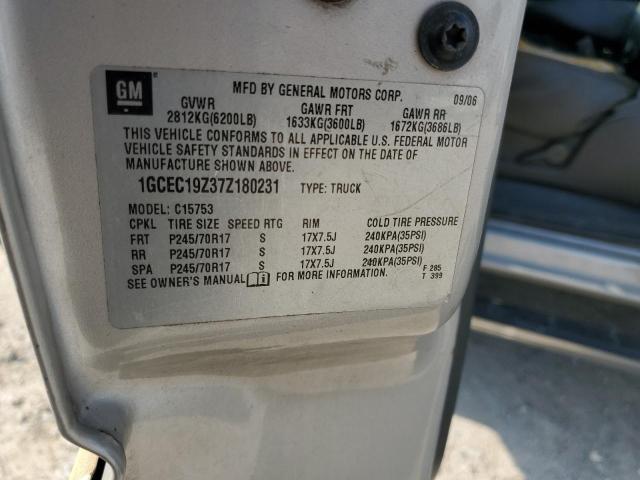 GM
MFD BY GENERAL MOTORS CORP. 09/06
GVWR GAWR FRT GAWR RR
2812KG(6200LB) 1633KG(3600LB) 1672KG(3686LB)
THIS VEHICLE CONFORMS TO ALL APPLICABLE U.S. FEDERAL MOTOR
VEHICLE SAFETY STANDARDS IN EFFECT ON THE DATE OF
MANUFACTURE SHOWN ABOVE.
1GCEC19Z37Z180231 TYPE: TRUCK
MODEL: C15753
CPKL TIRE SIZE SPEED RTG RIM COLD TIRE PRESSURE
FRT P245/70R17 S 17X7.5J 240KPA(35PSI)
RR P245/70R17 S 17X7.5J 240KPA(35PSI)
SPA P245/70R17 S 17X7.5J 240KPA(35PSI)
SEE OWNER'S MANUAL FOR MORE INFORMATION. F 285
T 399